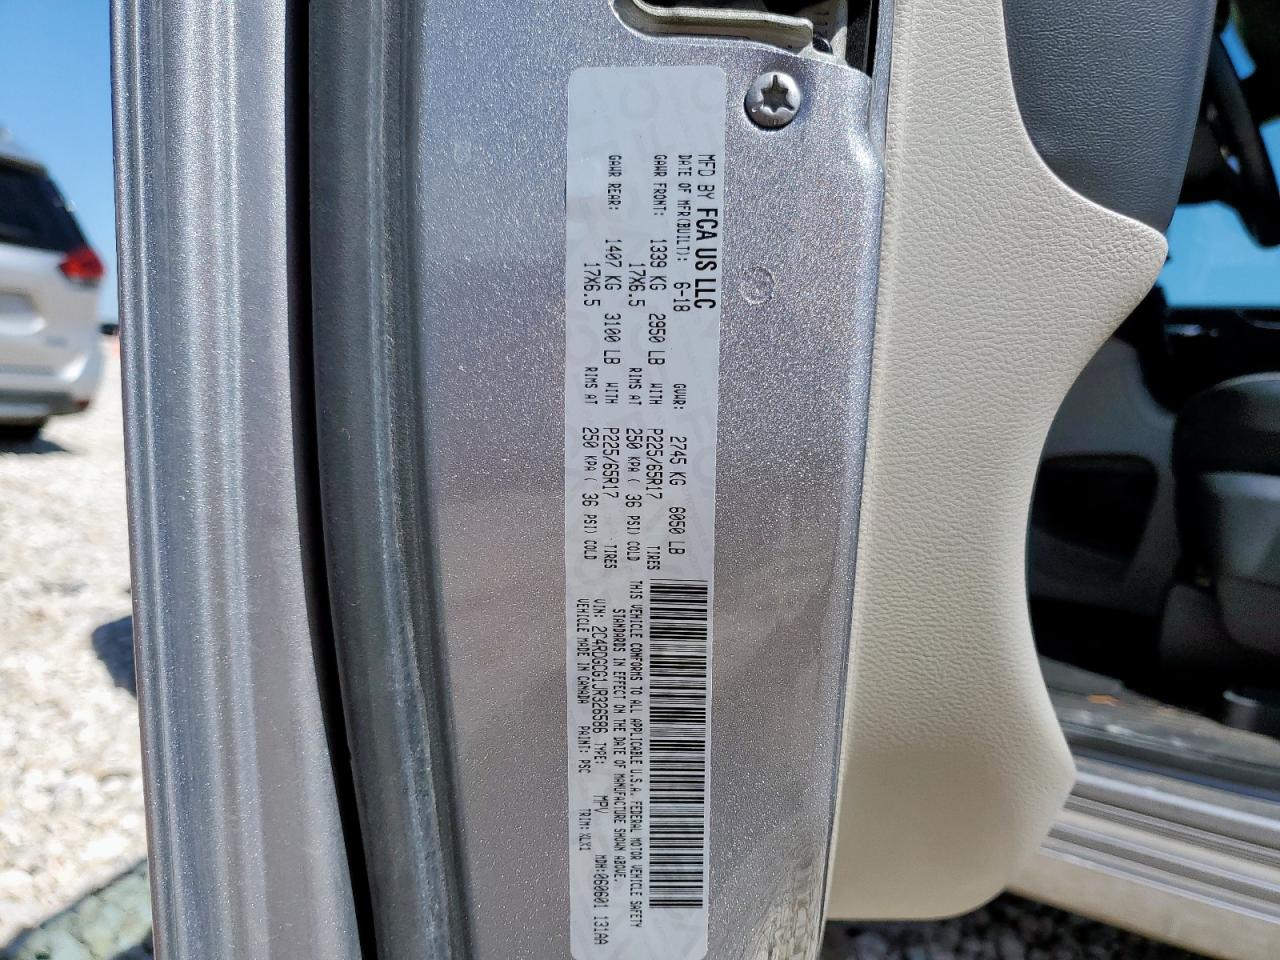 MFD BY FCA US LLC
DATE OF MFR(BUILT): 6-18 GVWR: 2745 KG 6050 LB
GAWR FRONT: 1339 KG 2950 LB WITH P225/65R17 TIRES
17X6.5 RIMS AT 250 KPA ( 36 PSI) COLD
GAWR REAR: 1407 KG 3100 LB WITH P225/65R17 TIRES
17X6.5 RIMS AT 250 KPA ( 36 PSI) COLD
THIS VEHICLE CONFORMS TO ALL APPLICABLE U.S.A. FEDERAL MOTOR VEHICLE SAFETY
STANDARDS IN EFFECT ON THE DATE OF MANUFACTURE SHOWN ABOVE.
VIN: 2C4RDGCG1JR326586 TYPE: MPV MDH:060601 131AA
VEHICLE MADE IN CANADA PAINT: PSC TRIM:XLX1